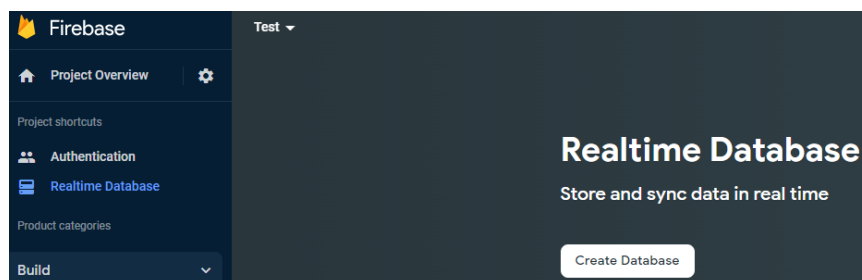 Firebase
Test
Project Overview
Project shortcuts
Authentication
Realtime Database
Product categories
Build
Realtime Database
Store and sync data in real time
Create Database